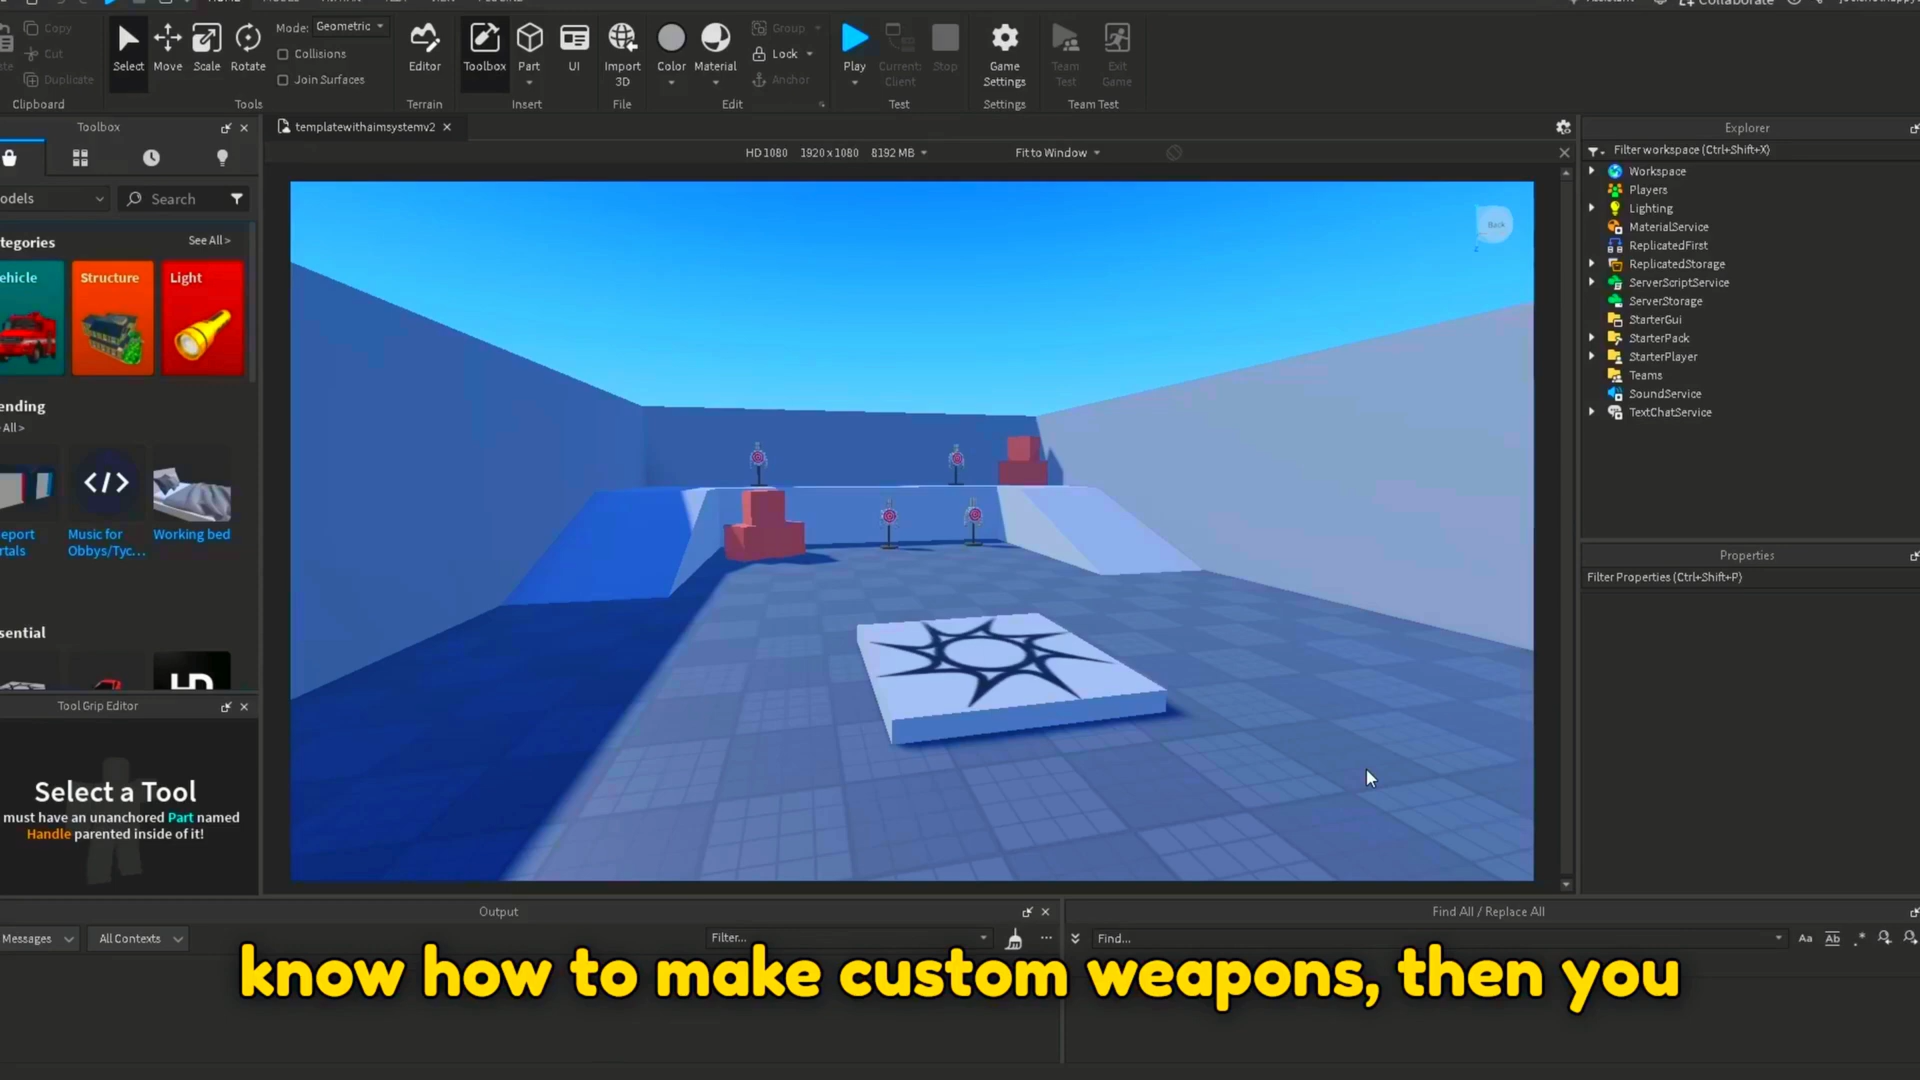 Collaborate
Copy
Cut
Duplicate
Clipboard
Select
Move
Scale
Rotate
Mode: Geometric
Collisions
Join Surfaces
Tools
Editor
Terrain
Toolbox
Part
UI
Insert
Import
3D
File
Color
Material
Group
Lock
Anchor
Edit
Play
Current
Client
Stop
Test
Game
Settings
Settings
Team
Test
Exit
Game
Team Test
Toolbox
odels
Search
tegories
See All >
ehicle
Structure
Light
ending
All >
eport
rtals
Music for
Obbys/Tyc...
Working bed
sential
HD
Tool Grip Editor
Select a Tool
must have an unanchored Part named
Handle parented inside of it!
templatewithaimsystemv2
HD 1080 1920 x 1080 8192 MB
Fit to Window
Back
Explorer
Filter workspace (Ctrl+Shift+X)
Workspace
Players
Lighting
MaterialService
ReplicatedFirst
ReplicatedStorage
ServerScriptService
ServerStorage
StarterGui
StarterPack
StarterPlayer
Teams
SoundService
TextChatService
Properties
Filter Properties (Ctrl+Shift+P)
Output
Messages
All Contexts
Filter...
Find All / Replace All
Find...
Aa
Ab
know how to make custom weapons, then you